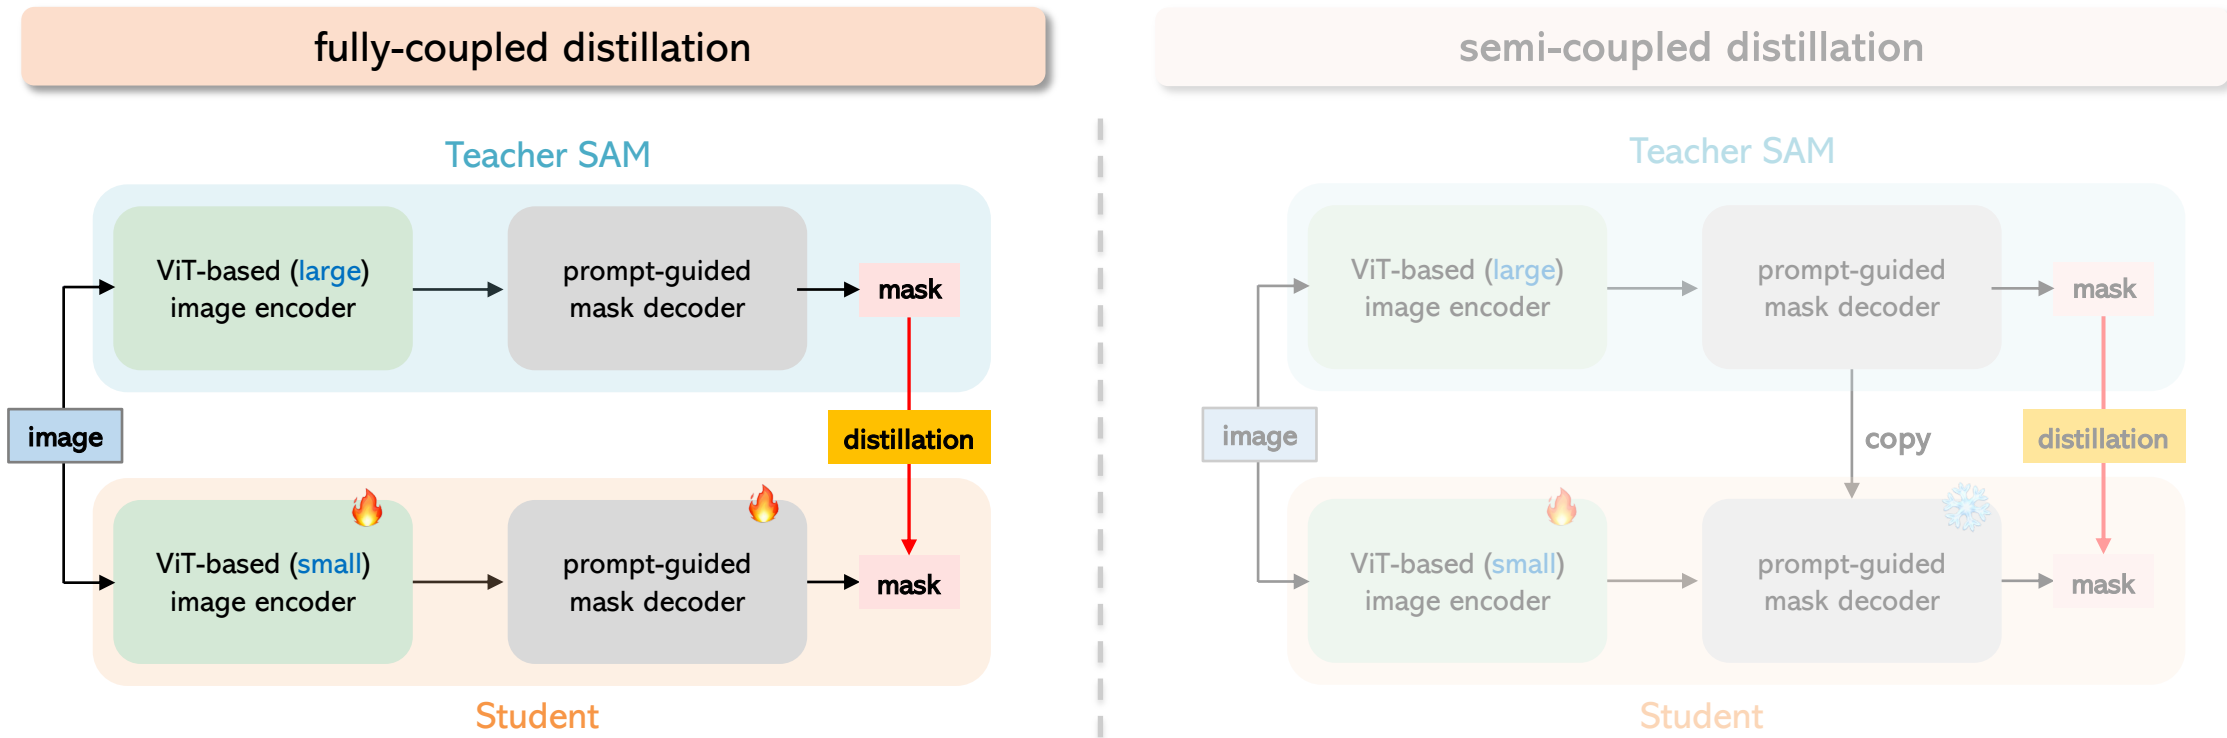 fully-coupled distillation
Teacher SAM
ViT-based (large)
image encoder
prompt-guided
mask decoder
mask
image
distillation
ViT-based (small)
image encoder
prompt-guided
mask decoder
mask
Student
semi-coupled distillation
Teacher SAM
ViT-based (large)
image encoder
prompt-guided
mask decoder
mask
image
copy
distillation
ViT-based (small)
image encoder
prompt-guided
mask decoder
mask
Student